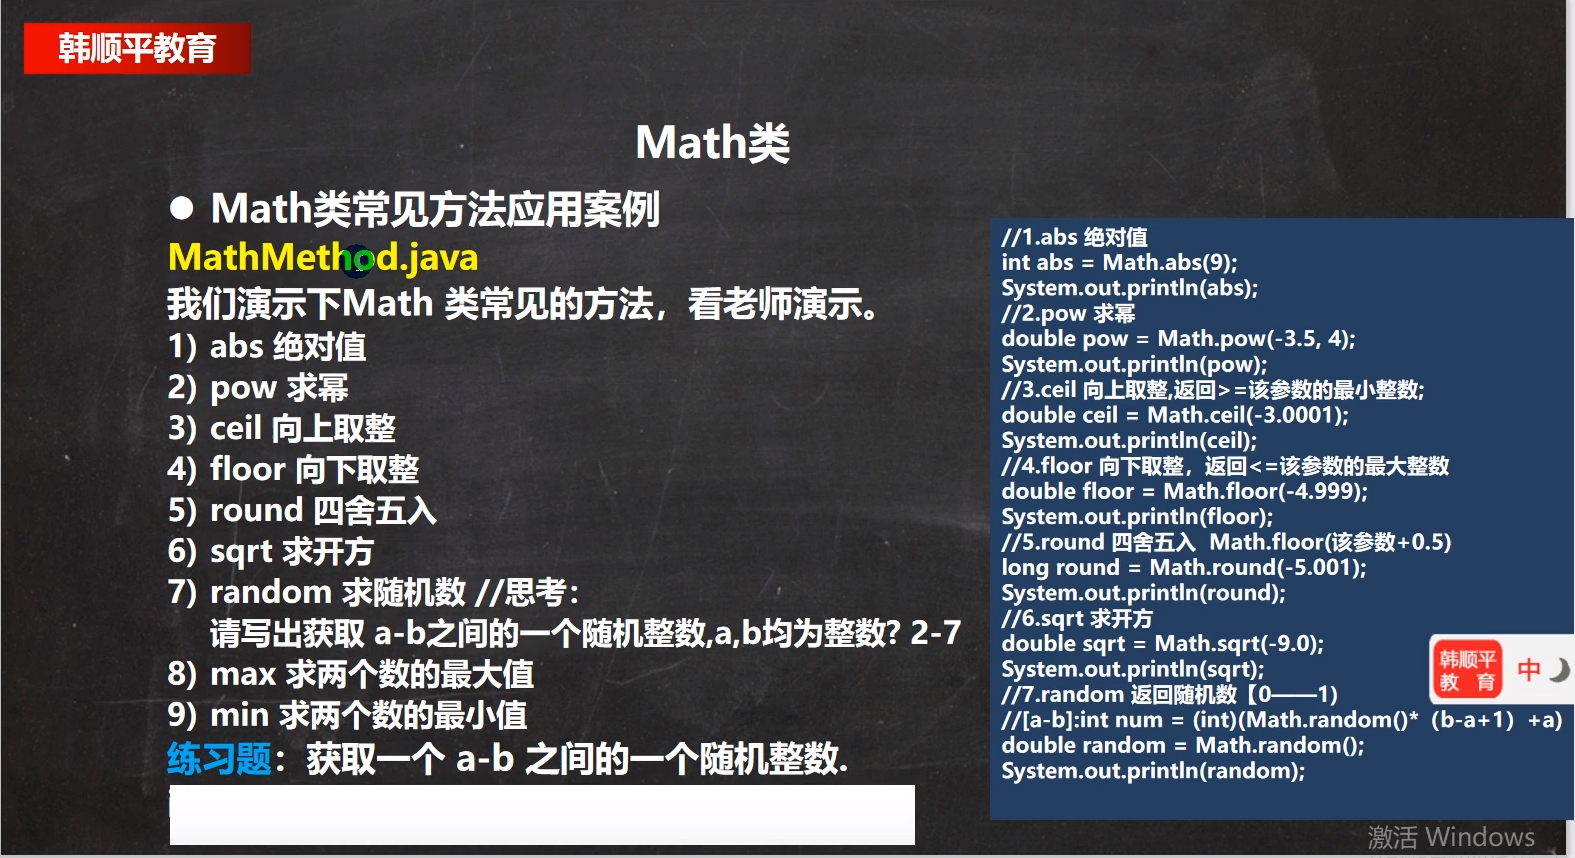 韩顺平教育
Math类
● Math类常见方法应用案例
MathMethod.java
我们演示下Math 类常见的方法，看老师演示。
1) abs 绝对值
2) pow 求幂
3) ceil 向上取整
4) floor 向下取整
5) round 四舍五入
6) sqrt 求开方
7) random 求随机数 //思考：
请写出获取 a-b之间的一个随机整数,a,b均为整数? 2-7
8) max 求两个数的最大值
9) min 求两个数的最小值
练习题：获取一个 a-b 之间的一个随机整数.
//1.abs 绝对值
int abs = Math.abs(9);
System.out.println(abs);
//2.pow 求幂
double pow = Math.pow(-3.5, 4);
System.out.println(pow);
//3.ceil 向上取整,返回>=该参数的最小整数;
double ceil = Math.ceil(-3.0001);
System.out.println(ceil);
//4.floor 向下取整，返回<=该参数的最大整数
double floor = Math.floor(-4.999);
System.out.println(floor);
//5.round 四舍五入 Math.floor(该参数+0.5)
long round = Math.round(-5.001);
System.out.println(round);
//6.sqrt 求开方
double sqrt = Math.sqrt(-9.0);
System.out.println(sqrt);
//7.random 返回随机数【0——1)
//[a-b]:int num = (int)(Math.random()*（b-a+1）+a)
double random = Math.random();
System.out.println(random);
韩顺平
教 育
中
激活 Windows